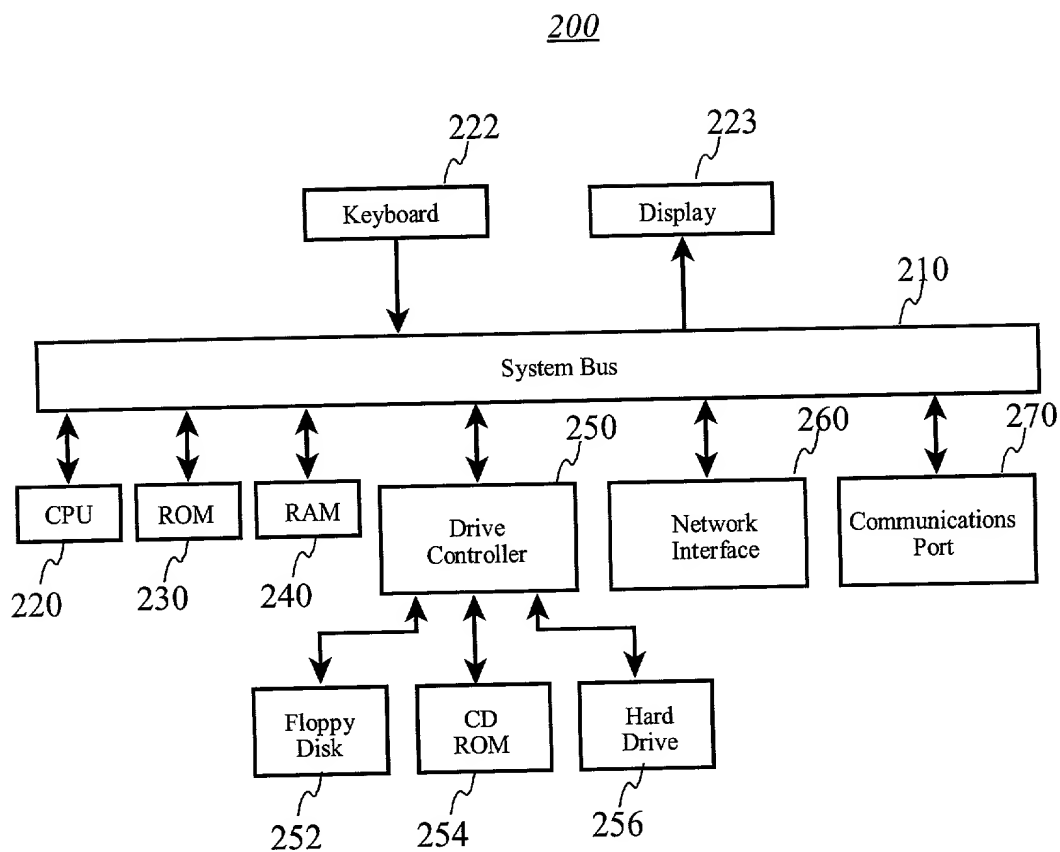 200
222
223
Keyboard
Display
210
System Bus
250
260
270
CPU
ROM
RAM
Drive
Controller
Network
Interface
Communications
Port
220
230
240
Floppy
Disk
CD
ROM
Hard
Drive
252
254
256